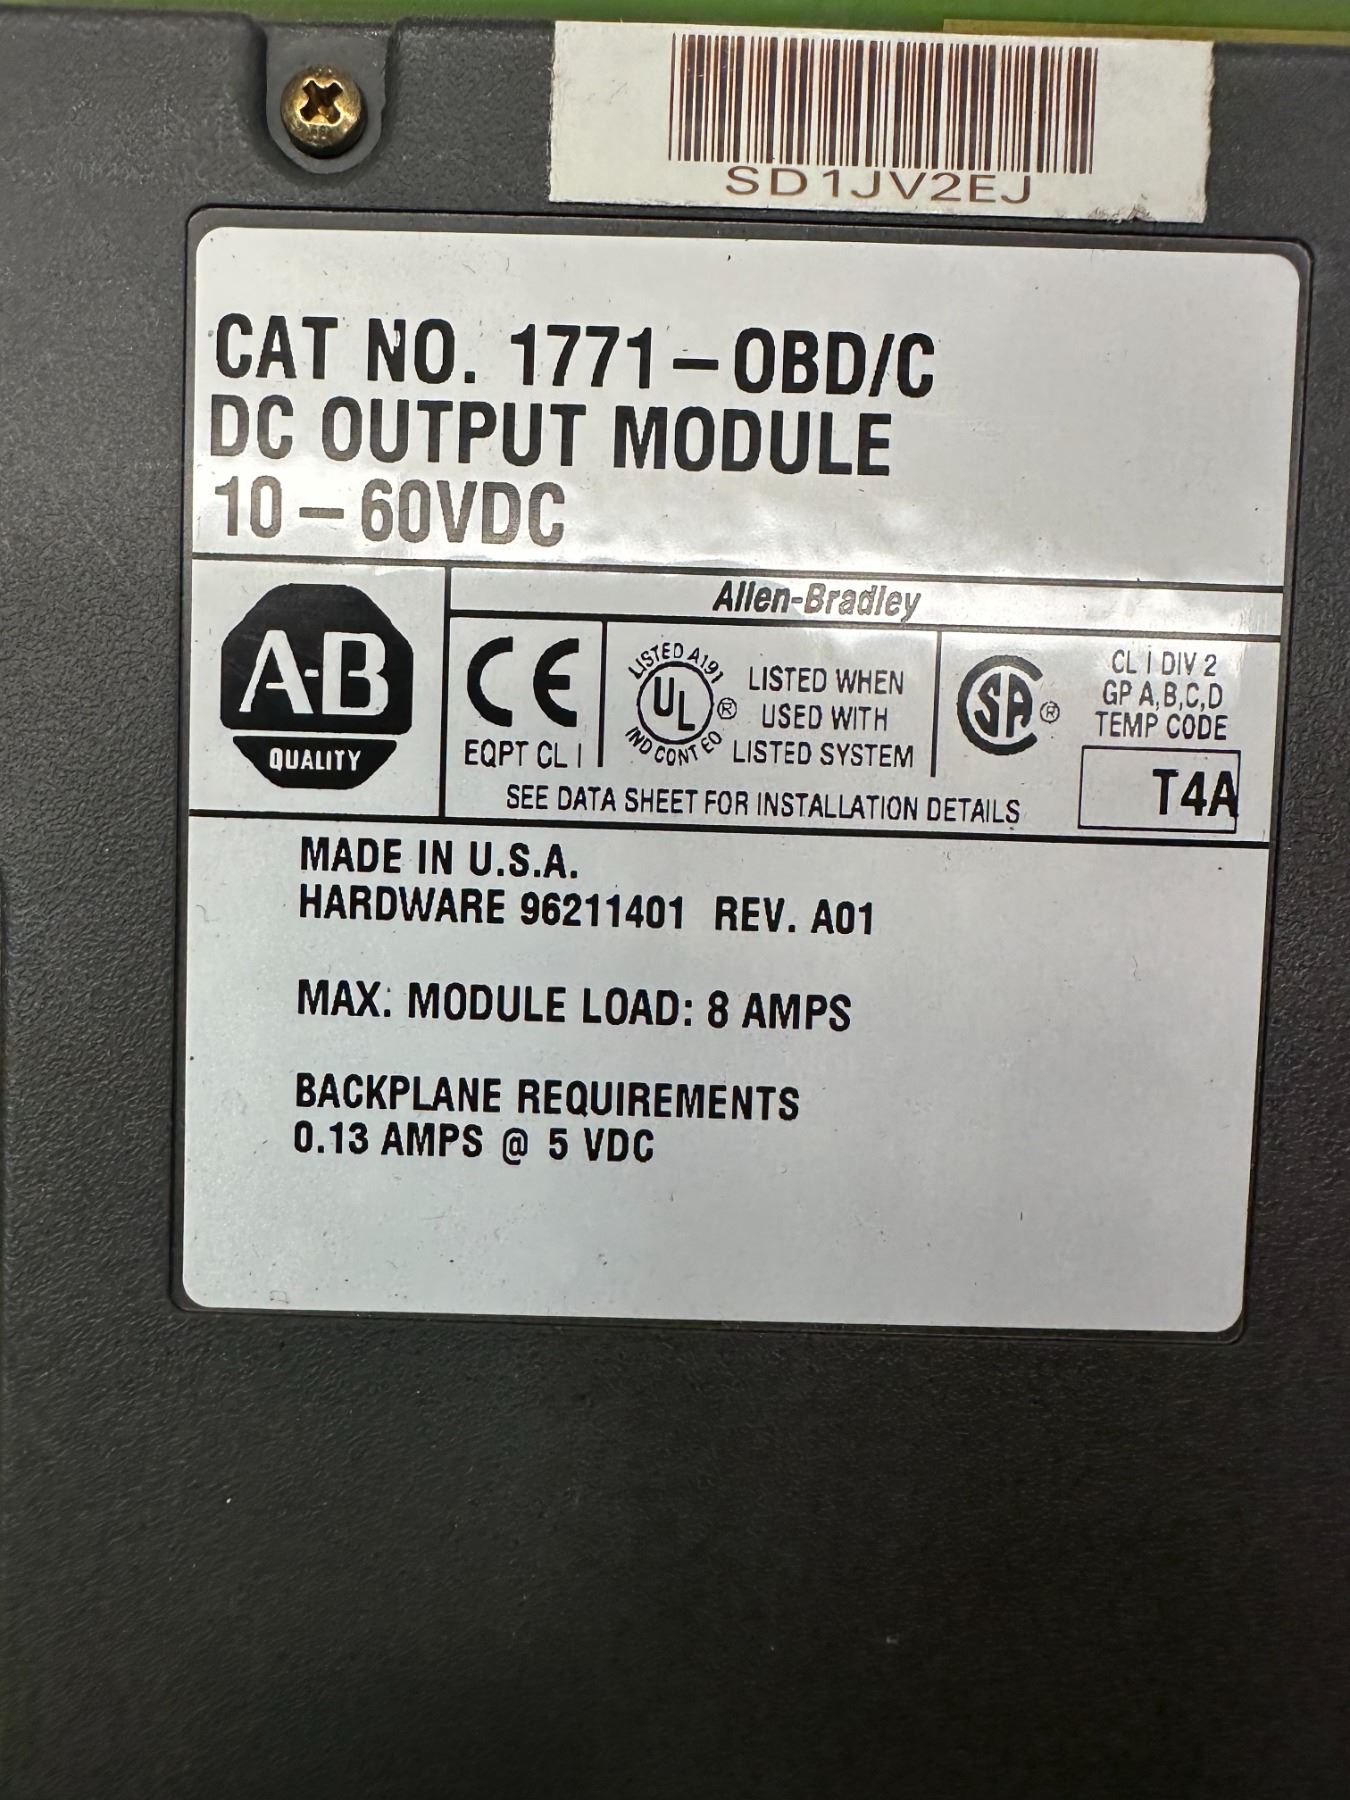 SD1JV2EJ
CAT NO. 1771-OBD/C
DC OUTPUT MODULE
10-60VDC
Allen-Bradley
A-B
QUALITY
CE
EQPT CL I
LISTED A191
UL ®
IND CONT EQ
LISTED WHEN
USED WITH
LISTED SYSTEM
SA ®
CL I DIV 2
GP A,B,C,D
TEMP CODE
T4A
SEE DATA SHEET FOR INSTALLATION DETAILS
MADE IN U.S.A.
HARDWARE 96211401 REV. A01
MAX. MODULE LOAD: 8 AMPS
BACKPLANE REQUIREMENTS
0.13 AMPS @ 5 VDC